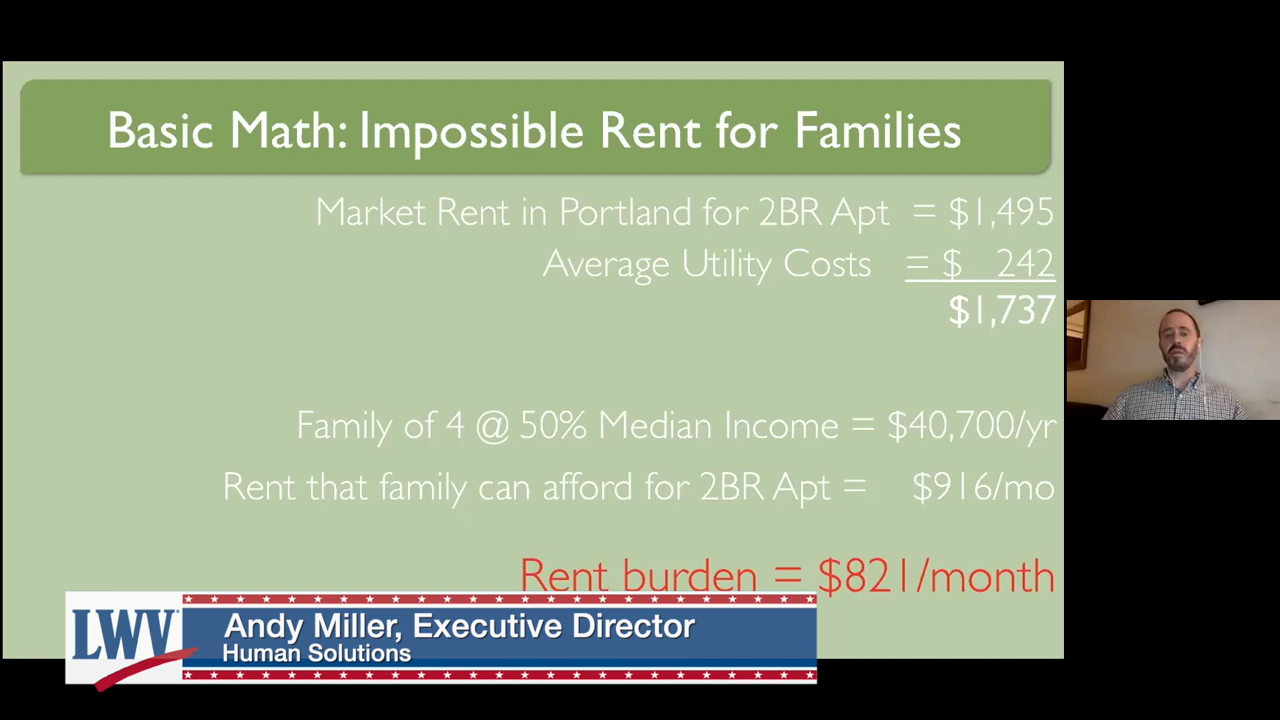 Basic Math: Impossible Rent for Families
Market Rent in Portland for 2BR Apt = $1,495
Average Utility Costs = $ 242
$1,737
Family of 4 @ 50% Median Income = $40,700/yr
Rent that family can afford for 2BR Apt = $916/mo
Rent burden = $821/month
LWV®
Andy Miller, Executive Director
Human Solutions